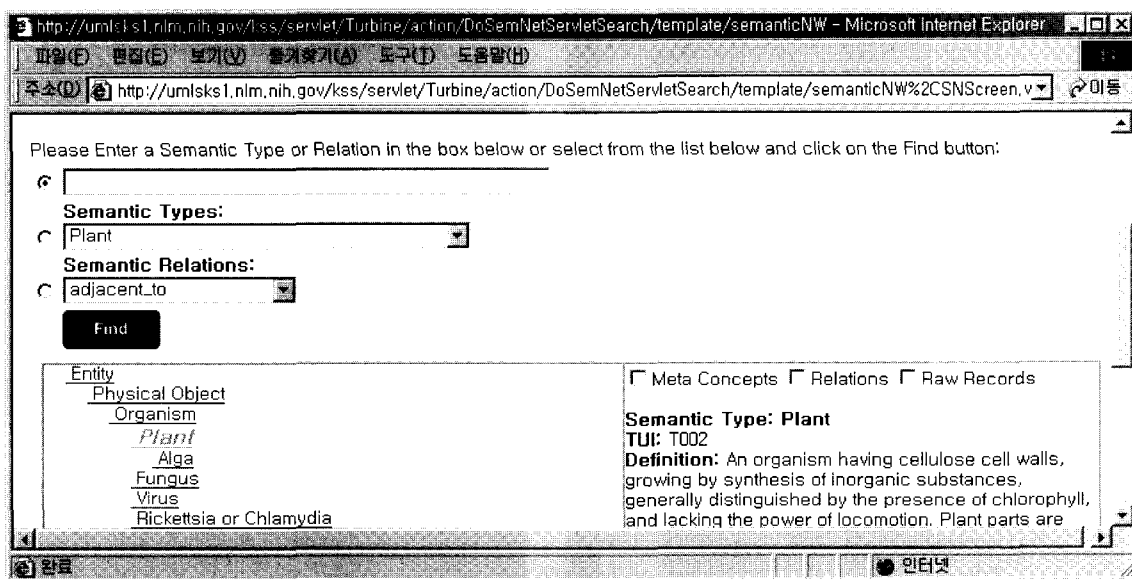 http://umlsks1.nlm.nih.gov/kss/servlet/Turbine/action/DoSemNetServletSearch/template/semanticNW - Microsoft Internet Explorer
파일(F) 편집(E) 보기(V) 즐겨찾기(A) 도구(T) 도움말(H)
주소(D) http://umlsks1.nlm.nih.gov/kss/servlet/Turbine/action/DoSemNetServletSearch/template/semanticNW%2CSNScreen.v 이동
Please Enter a Semantic Type or Relation in the box below or select from the list below and click on the Find button:
Semantic Types:
Plant
Semantic Relations:
adjacent_to
Find
Entity
Physical Object
Organism
Plant
Alga
Fungus
Virus
Rickettsia or Chlamydia
Meta Concepts Relations Raw Records
Semantic Type: Plant
TUI: T002
Definition: An organism having cellulose cell walls,
growing by synthesis of inorganic substances,
generally distinguished by the presence of chlorophyll,
and lacking the power of locomotion. Plant parts are
완료 인터넷